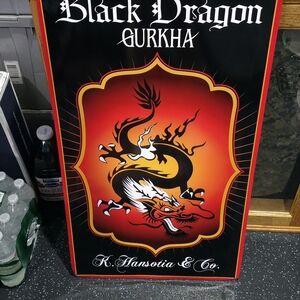 Black Dragon
GURKHA
K. Hansotia & Co.